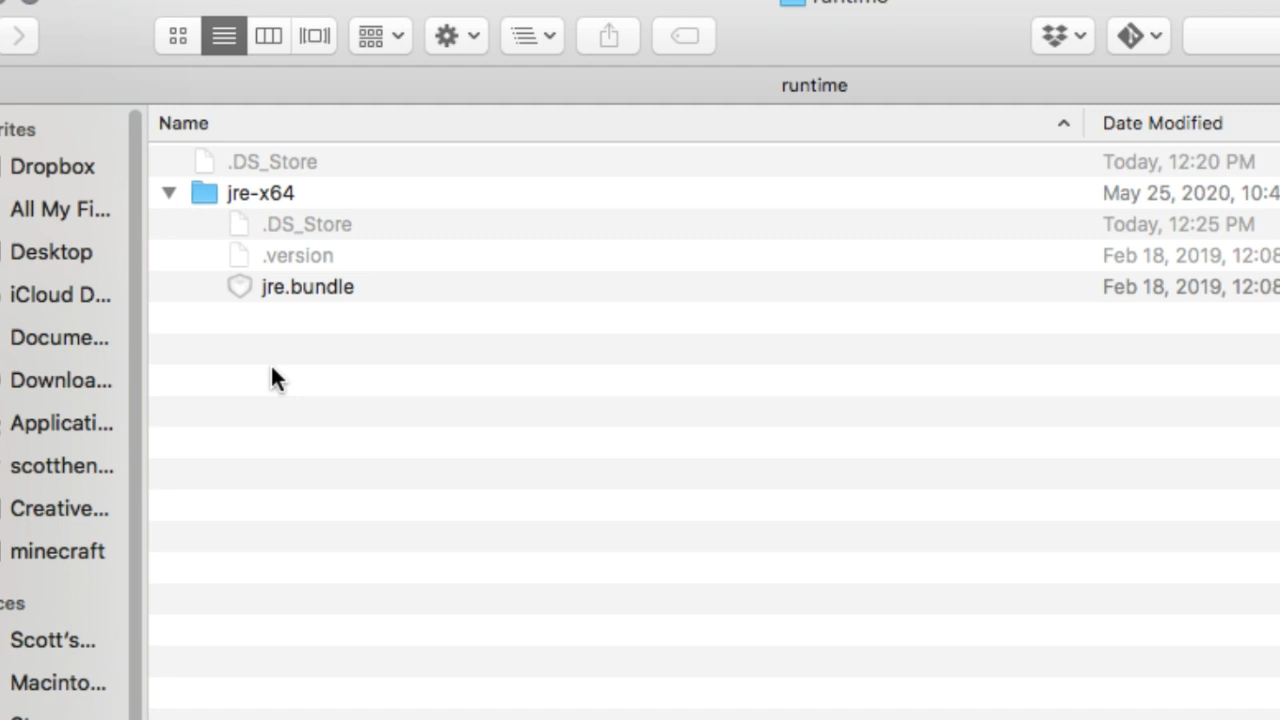 runtime
runtime
Name
Date Modified
.DS_Store
Today, 12:20 PM
jre-x64
May 25, 2020, 10:4
.DS_Store
Today, 12:25 PM
.version
Feb 18, 2019, 12:08
jre.bundle
Feb 18, 2019, 12:08
rites
Dropbox
All My Fi...
Desktop
iCloud D...
Docume...
Downloa...
Applicati...
scotthen...
Creative...
minecraft
ces
Scott's...
Macinto...